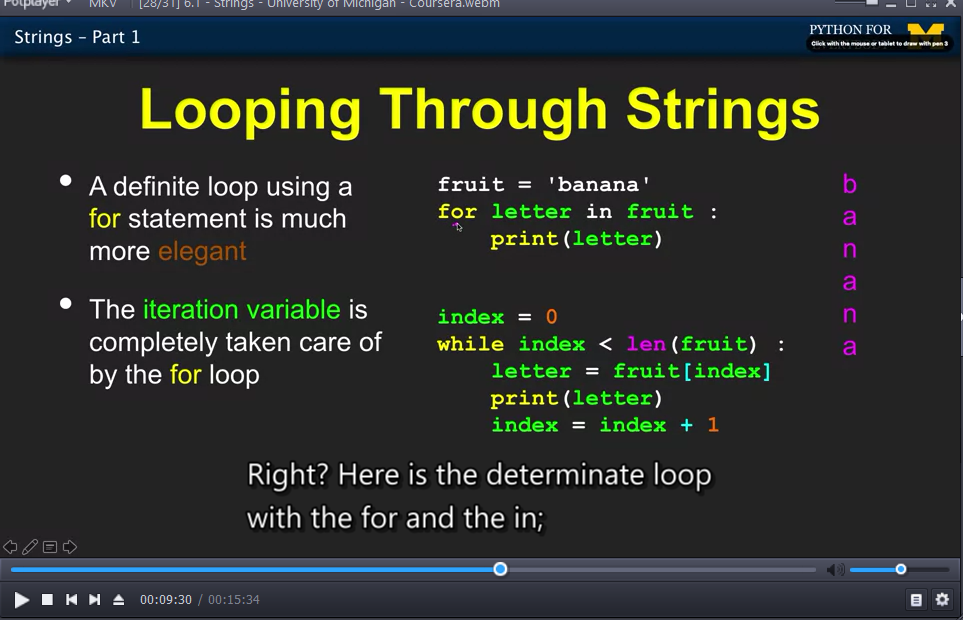 Potplayer MKV [28/31] 6.1 - Strings - University of Michigan - Coursera.webm
Strings – Part 1
PYTHON FOR
Click with the mouse or tablet to draw with pen 3
Looping Through Strings
• A definite loop using a
for statement is much
more elegant
• The iteration variable is
completely taken care of
by the for loop
fruit = 'banana'
for letter in fruit :
    print(letter)
index = 0
while index < len(fruit) :
    letter = fruit[index]
    print(letter)
    index = index + 1
b
a
n
a
n
a
Right? Here is the determinate loop
with the for and the in;
00:09:30 / 00:15:34